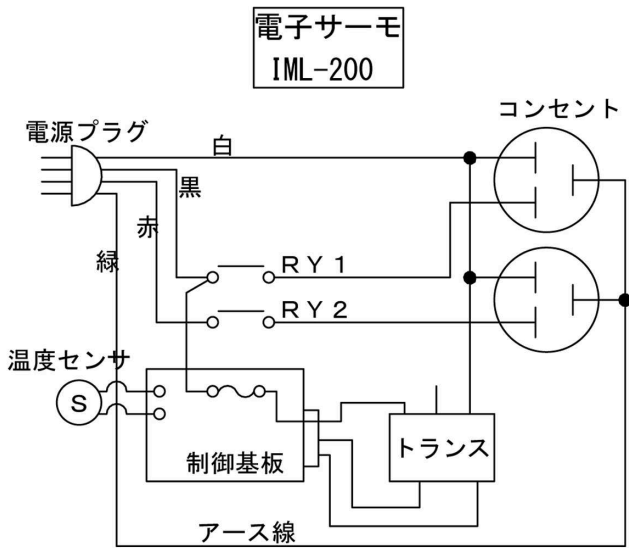 電子サーモ
IML-200
コンセント
電源プラグ
白
黒
赤
緑
RY1
RY2
温度センサ
S
制御基板
トランス
アース線